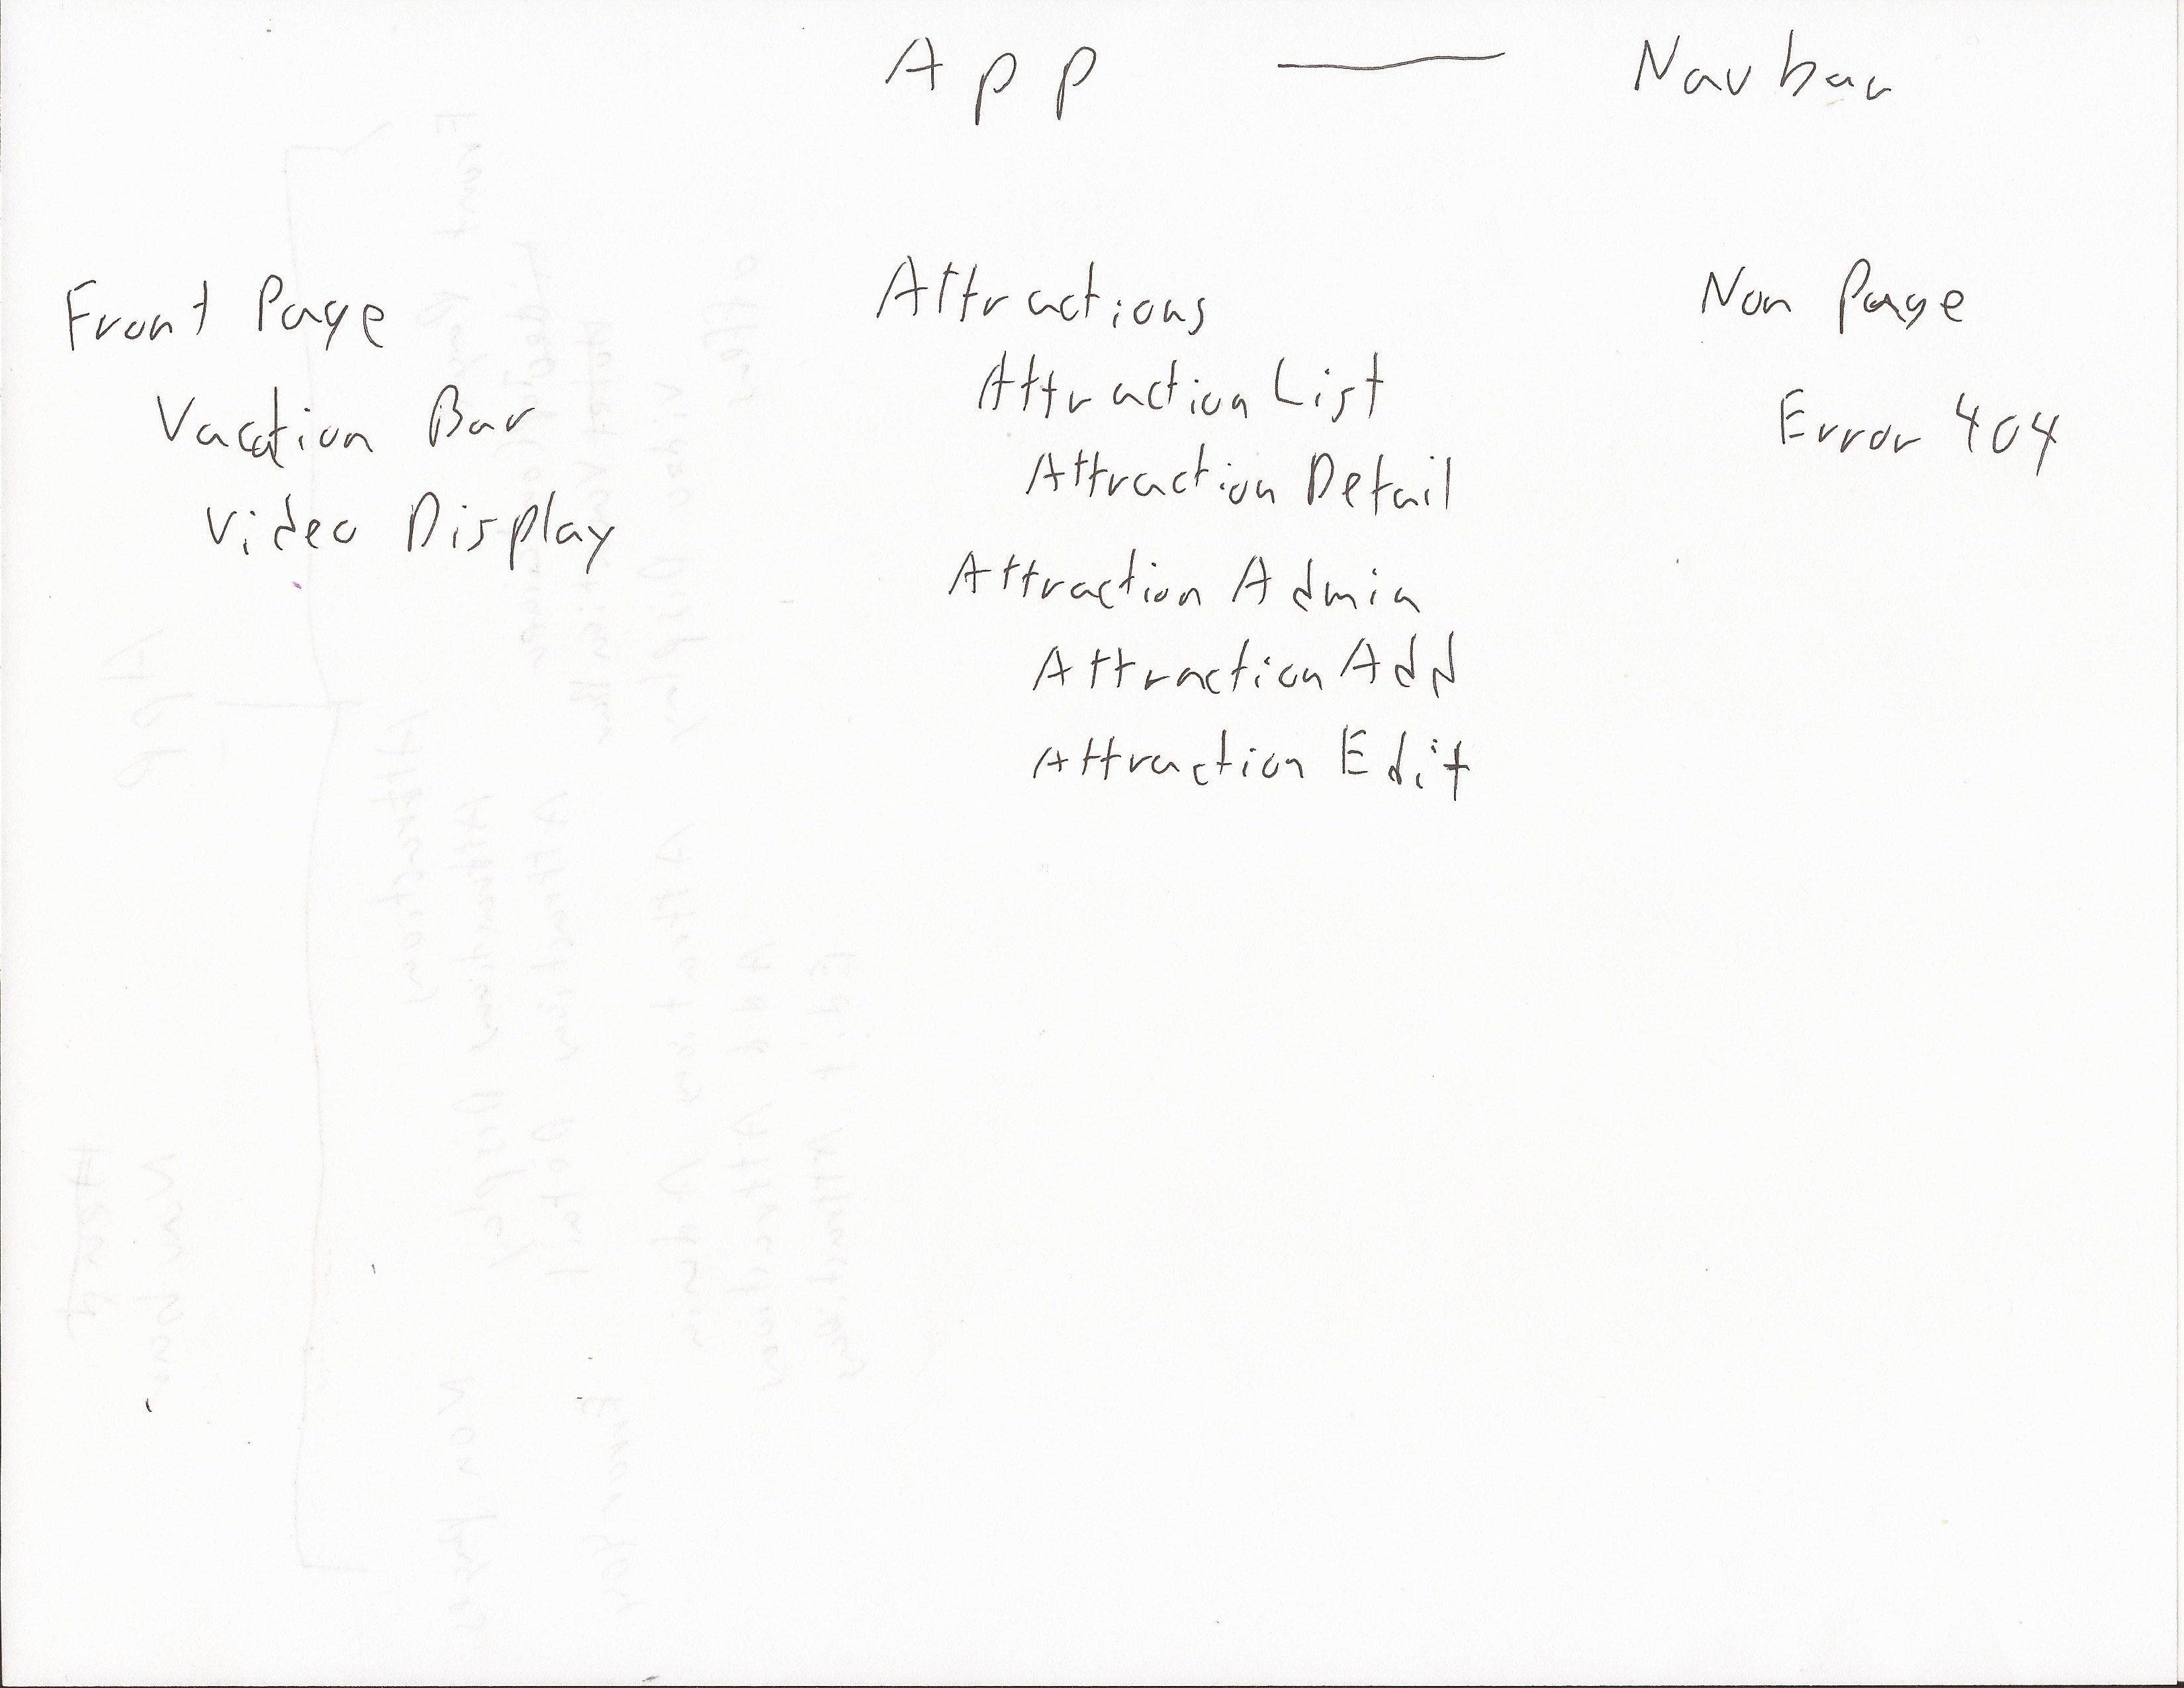 App — Navbar
Front Page
Vacation Bar
Video Display
Attractions
Attraction List
Attraction Detail
Attraction Admin
Attraction Add
Attraction Edit
Non Page
Error 404